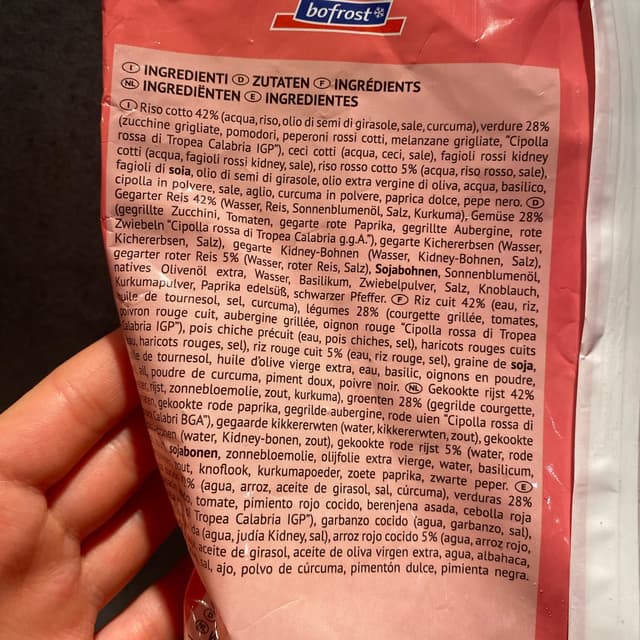 bofrost*
I INGREDIENTI D ZUTATEN F INGRÉDIENTS
NL INGREDIËNTEN E INGREDIENTES
I Riso cotto 42% (acqua, riso, olio di semi di girasole, sale, curcuma), verdure 28%
(zucchine grigliate, pomodori, peperoni rossi cotti, melanzane grigliate, "Cipolla
rossa di Tropea Calabria IGP"), ceci cotti (acqua, ceci, sale), fagioli rossi kidney
cotti (acqua, fagioli rossi kidney, sale), riso rosso cotto 5% (acqua, riso rosso, sale),
fagioli di soia, olio di semi di girasole, olio extra vergine di oliva, acqua, basilico,
cipolla in polvere, sale, aglio, curcuma in polvere, paprica dolce, pepe nero. D
Gegarter Reis 42% (Wasser, Reis, Sonnenblumenöl, Salz, Kurkuma), Gemüse 28%
(gegrillte Zucchini, Tomaten, gegarte rote Paprika, gegrillte Aubergine, rote
Zwiebeln "Cipolla rossa di Tropea Calabria g.g.A."), gegarte Kichererbsen (Wasser,
Kichererbsen, Salz), gegarte Kidney-Bohnen (Wasser, Kidney-Bohnen, Salz),
gegarter roter Reis 5% (Wasser, roter Reis, Salz), Sojabohnen, Sonnenblumenöl,
natives Olivenöl extra, Wasser, Basilikum, Zwiebelpulver, Salz, Knoblauch,
Kurkumapulver, Paprika edelsüß, schwarzer Pfeffer. F Riz cuit 42% (eau, riz,
huile de tournesol, sel, curcuma), légumes 28% (courgette grillée, tomates,
poivron rouge cuit, aubergine grillée, oignon rouge "Cipolla rossa di Tropea
Calabria IGP"), pois chiche précuit (eau, pois chiches, sel), haricots rouges cuits
haricots rouges, sel), riz rouge cuit 5% (eau, riz rouge, sel), graine de soja,
de tournesol, huile d'olive vierge extra, eau, basilic, oignons en poudre,
ail, poudre de curcuma, piment doux, poivre noir. NL Gekookte rijst 42%
rijst, zonnebloemolie, zout, kurkuma), groenten 28% (gegrilde courgette,
gekookte rode paprika, gegrilde aubergine, rode uien "Cipolla rossa di
Calabri BGA"), gegaarde kikkererwten (water, kikkererwten, zout), gekookte
(water, Kidney-bonen, zout), gekookte rode rijst 5% (water, rode
sojabonen, zonnebloemolie, olijfolie extra vierge, water, basilicum,
zout, knoflook, kurkumapoeder, zoete paprika, zwarte peper. E
(agua, arroz, aceite de girasol, sal, cúrcuma), verduras 28%
tomate, pimiento rojo cocido, berenjena asada, cebolla roja
Tropea Calabria IGP"), garbanzo cocido (agua, garbanzo, sal),
(agua, judía Kidney, sal), arroz rojo cocido 5% (agua, arroz rojo,
aceite de girasol, aceite de oliva virgen extra, agua, albahaca,
sal, ajo, polvo de cúrcuma, pimentón dulce, pimienta negra.